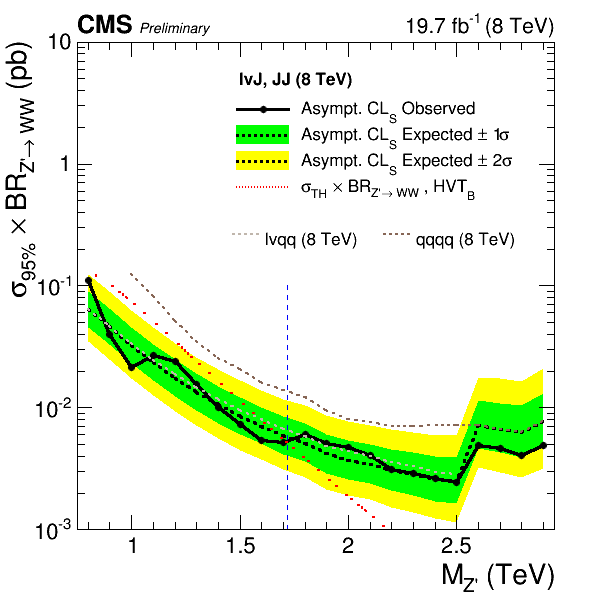 CMS Preliminary 19.7 fb⁻¹ (8 TeV)
σ95% × BRZ'→ WW (pb)
10
1
10⁻¹
10⁻²
10⁻³
lvJ, JJ (8 TeV)
Asympt. CLS Observed
Asympt. CLS Expected ± 1σ
Asympt. CLS Expected ± 2σ
σTH × BRZ'→ WW , HVTB
lvqq (8 TeV) qqqq (8 TeV)
1 1.5 2 2.5
MZ' (TeV)